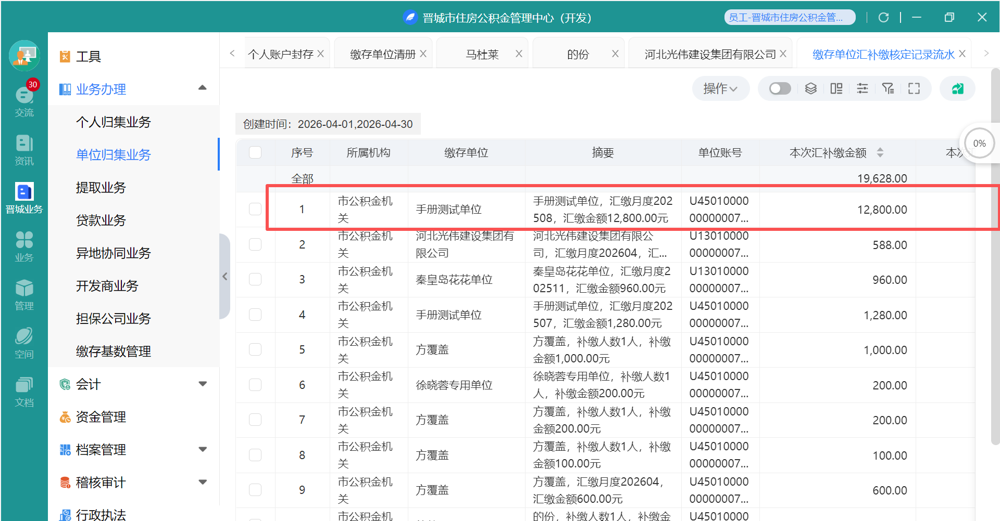 晋城市住房公积金管理中心（开发）
员工-晋城市住房公积金管...
30
交流
资讯
晋城业务
业务
管理
空间
文档
工具
业务办理
个人归集业务
单位归集业务
提取业务
贷款业务
异地协同业务
开发商业务
担保公司业务
缴存基数管理
会计
资金管理
档案管理
稽核审计
行政执法
个人账户封存
缴存单位清册
马杜莱
的份
河北光伟建设集团有限公司
缴存单位汇补缴核定记录流水
操作
创建时间：2026-04-01,2026-04-30
0%
序号 所属机构 缴存单位 摘要 单位账号 本次汇补缴金额 本次
全部 19,628.00
1 市公积金机关 手册测试单位 手册测试单位，汇缴月度202508，汇缴金额12,800.00元 U4501000000000007... 12,800.00
2 市公积金机关 河北光伟建设集团有限公司 河北光伟建设集团有限公司，汇缴月度202604，汇... U1301000000000007... 588.00
3 市公积金机关 秦皇岛花花单位 秦皇岛花花单位，汇缴月度202511，汇缴金额960.00元 U1301000000000007... 960.00
4 市公积金机关 手册测试单位 手册测试单位，汇缴月度202507，汇缴金额1,280.00元 U4501000000000007... 1,280.00
5 市公积金机关 方覆盖 方覆盖，补缴人数1人，补缴金额1,000.00元 U4501000000000007... 1,000.00
6 市公积金机关 徐晓蓉专用单位 徐晓蓉专用单位，补缴人数1人，补缴金额200.00元 U4501000000000007... 200.00
7 市公积金机关 方覆盖 方覆盖，补缴人数1人，补缴金额200.00元 U4501000000000007... 200.00
8 市公积金机关 方覆盖 方覆盖，补缴人数1人，补缴金额100.00元 U4501000000000007... 100.00
9 市公积金机关 方覆盖 方覆盖，汇缴月度202604，汇缴金额600.00元 U4501000000000007... 600.00
市公积金机 的份，补缴人数1人，补缴金 U45010000